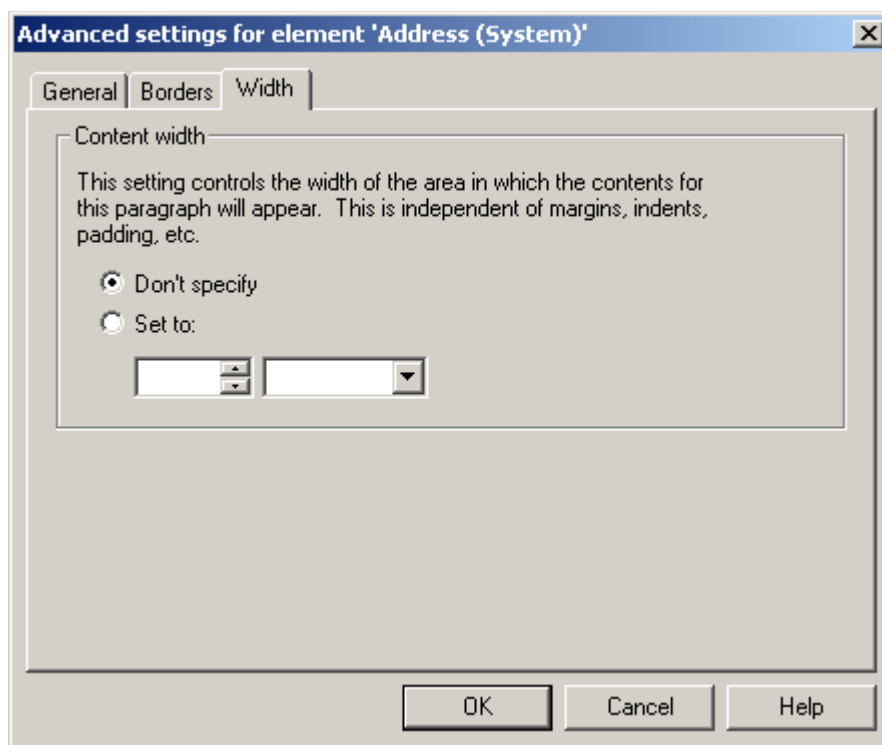 Advanced settings for element 'Address (System)'
General Borders Width
Content width
This setting controls the width of the area in which the contents for
this paragraph will appear.  This is independent of margins, indents,
padding, etc.
Don't specify
Set to:
OK Cancel Help